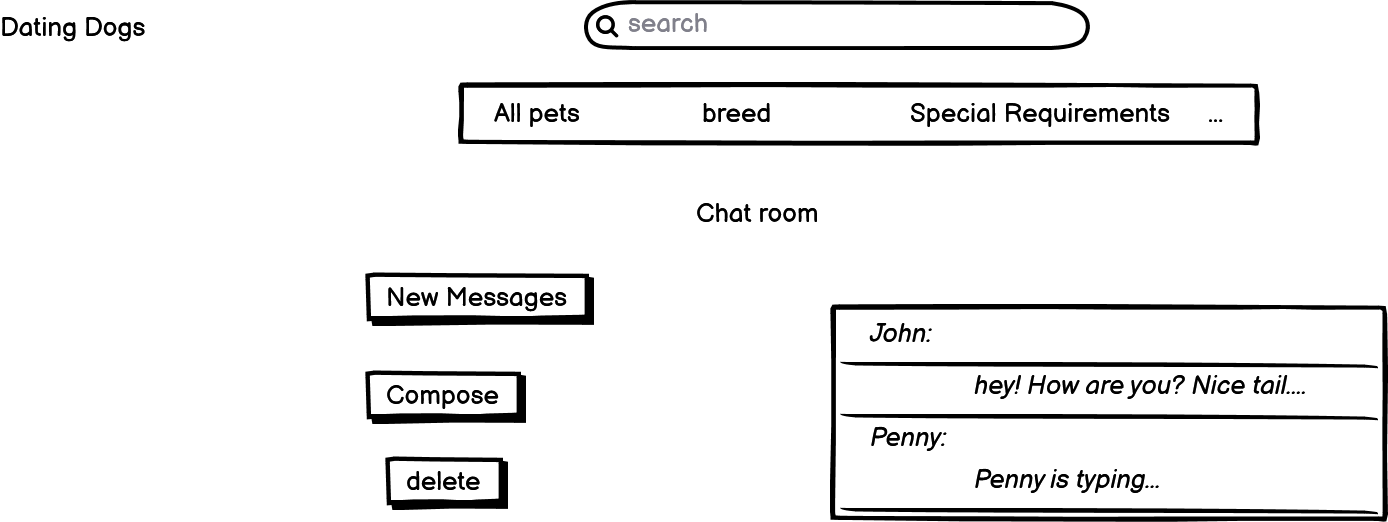 Dating Dogs
search
All pets breed Special Requirements ...
Chat room
New Messages
Compose
delete
John:
hey! How are you? Nice tail....
Penny:
Penny is typing...